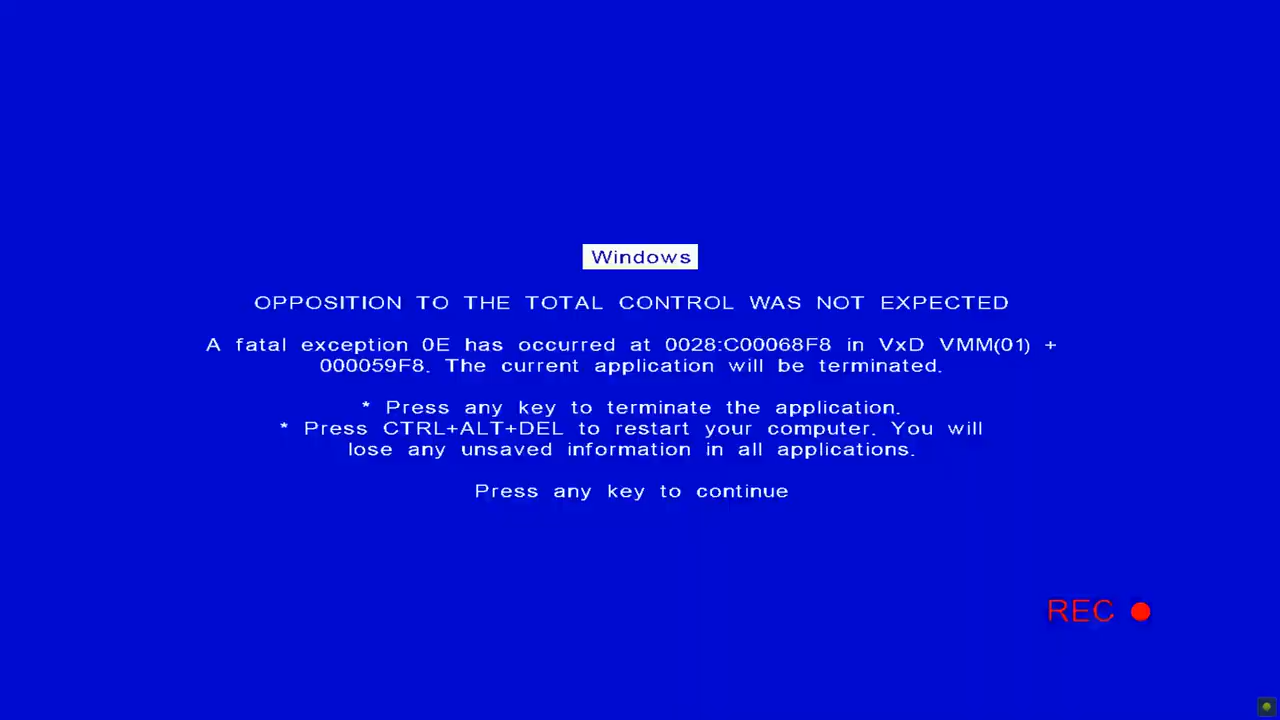 Windows
OPPOSITION TO THE TOTAL CONTROL WAS NOT EXPECTED
A fatal exception 0E has occurred at 0028:C00068F8 in VxD VMM(01) +
000059F8. The current application will be terminated.
* Press any key to terminate the application.
* Press CTRL+ALT+DEL to restart your computer. You will
lose any unsaved information in all applications.
Press any key to continue
REC